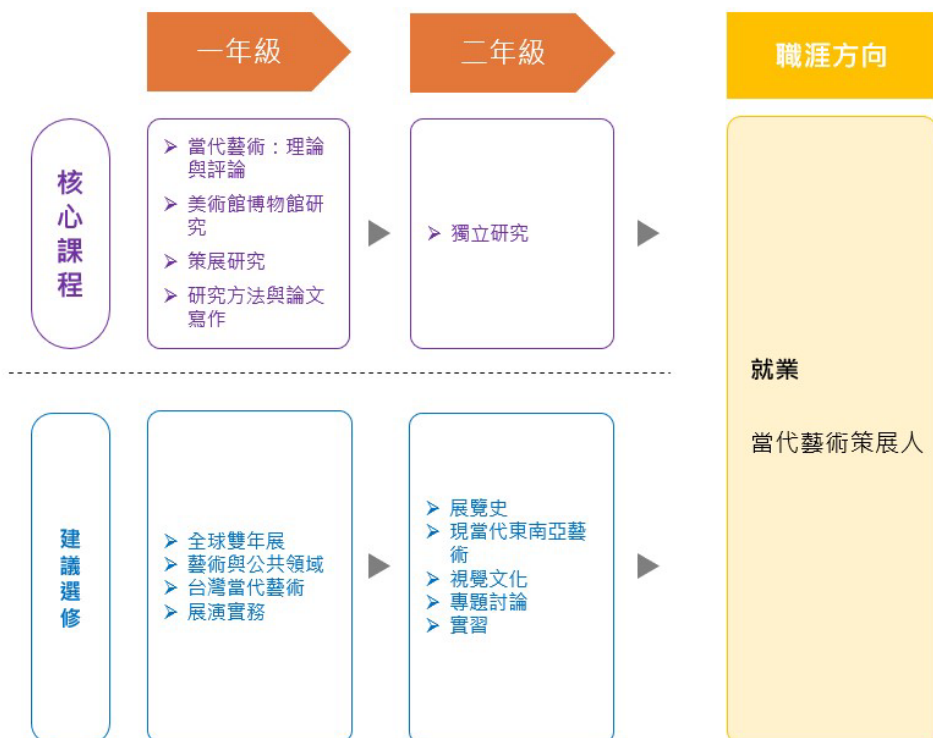 一年級
二年級
職涯方向
核心課程
➢ 當代藝術：理論
與評論
➢ 美術館博物館研
究
➢ 策展研究
➢ 研究方法與論文
寫作
➢ 獨立研究
就業
當代藝術策展人
建議選修
➢ 全球雙年展
➢ 藝術與公共領域
➢ 台灣當代藝術
➢ 展演實務
➢ 展覽史
➢ 現當代東南亞藝
術
➢ 視覺文化
➢ 專題討論
➢ 實習